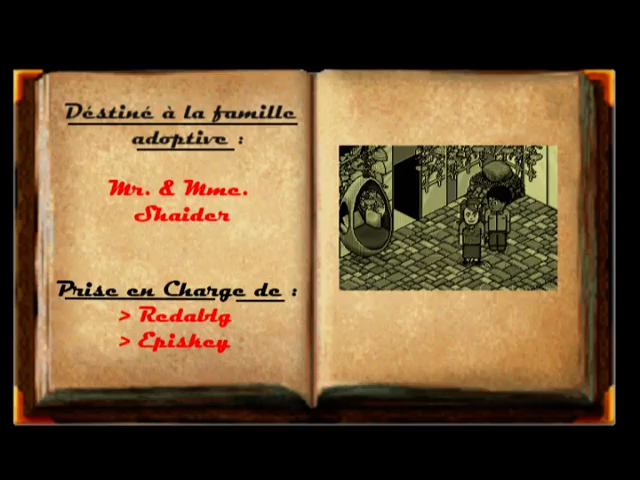 Déstiné à la famille
adoptive :
Mr. & Mme.
Shaider
Prise en Charge de :
> Redablg
> Episkey